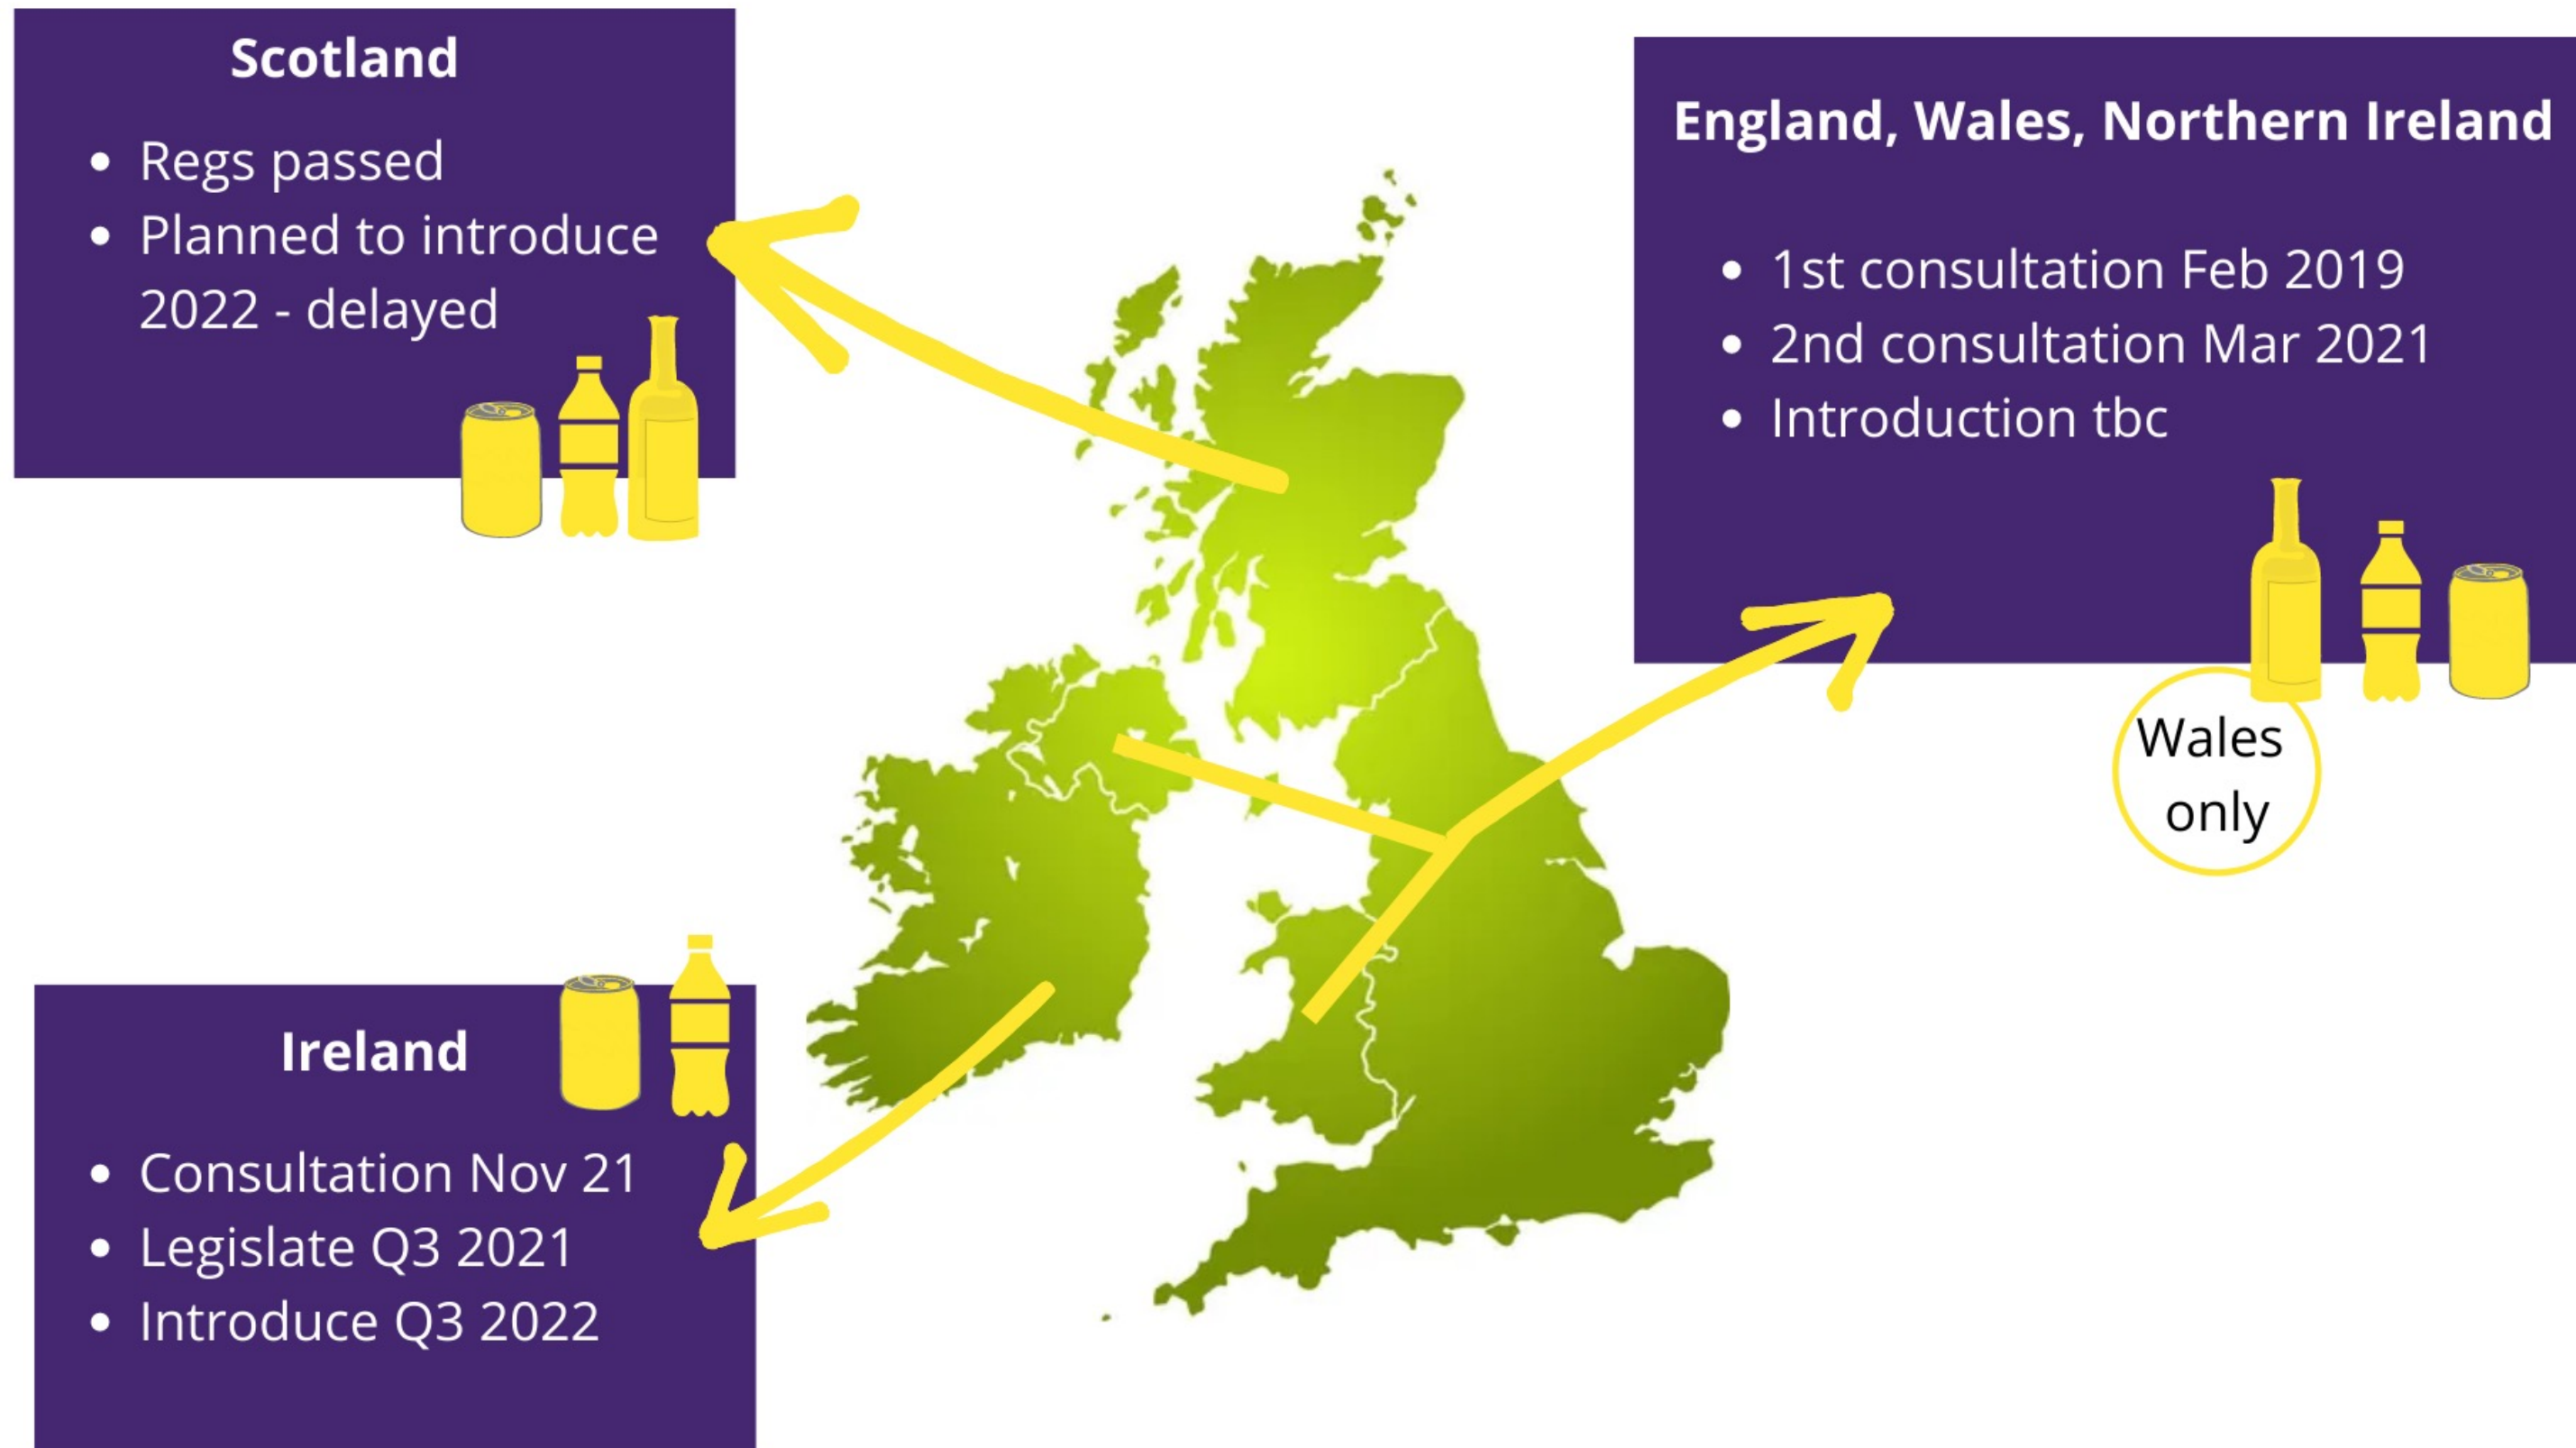 Scotland
• Regs passed
• Planned to introduce
2022 - delayed
England, Wales, Northern Ireland
• 1st consultation Feb 2019
• 2nd consultation Mar 2021
• Introduction tbc
Wales
only
Ireland
• Consultation Nov 21
• Legislate Q3 2021
• Introduce Q3 2022